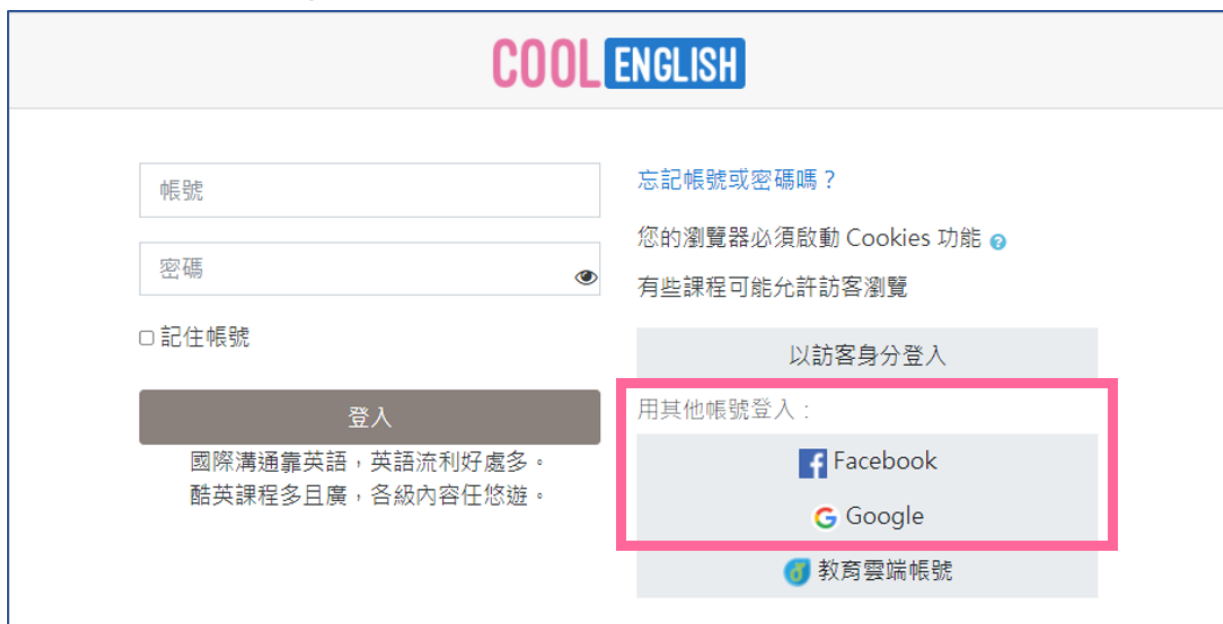 COOL ENGLISH
帳號
密碼
記住帳號
登入
國際溝通靠英語，英語流利好處多。
酷英課程多且廣，各級內容任悠遊。
忘記帳號或密碼嗎？
您的瀏覽器必須啟動 Cookies 功能
有些課程可能允許訪客瀏覽
以訪客身分登入
用其他帳號登入：
Facebook
Google
教育雲端帳號